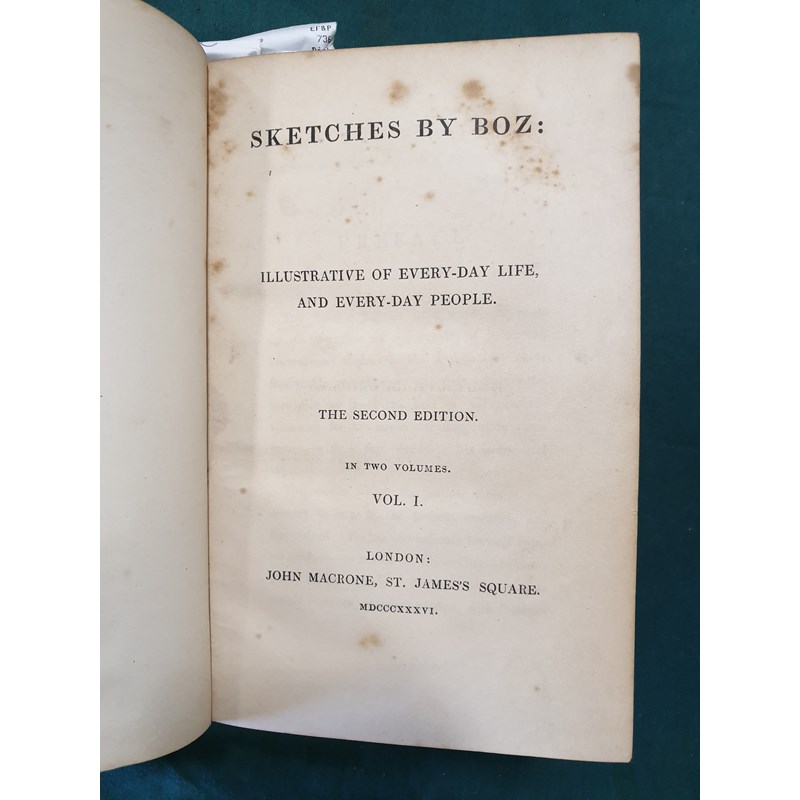 EFBP
SKETCHES BY BOZ:
ILLUSTRATIVE OF EVERY-DAY LIFE,
AND EVERY-DAY PEOPLE.
THE SECOND EDITION.
IN TWO VOLUMES.
VOL. I.
LONDON:
JOHN MACRONE, ST. JAMES'S SQUARE.
MDCCCXXXVI.